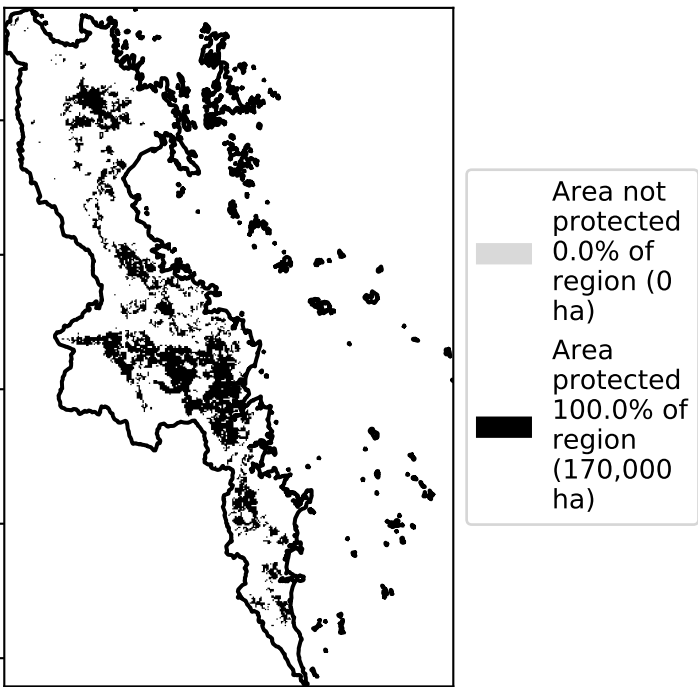 Area not
protected
0.0% of
region (0
ha)
Area
protected
100.0% of
region
(170,000
ha)